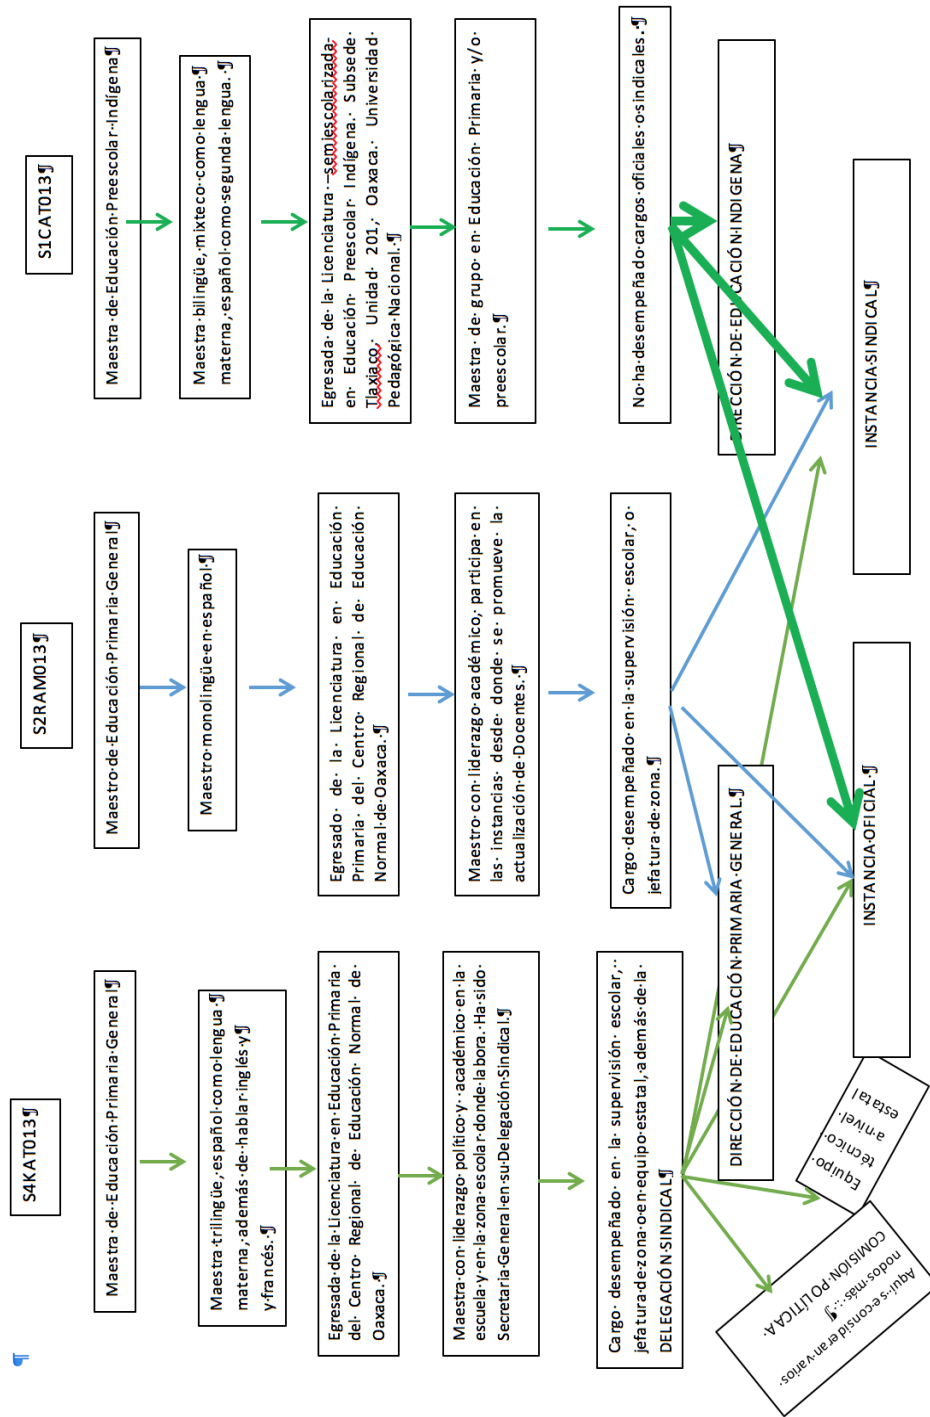 S4KAT013
Maestra de Educación Primaria General
Maestra trilingüe, español como lengua
materna, además de hablar inglés y
y francés.
Egresada de la Licenciatura en Educación Primaria
del Centro Regional de Educación Normal de
Oaxaca.
Maestra con liderazgo político y académico en la
escuela y en la zona escolar donde labora. Ha sido
Secretaria General en su Delegación Sindical.
Cargo desempeñado en la supervisión escolar,
jefatura de zona o en equipo estatal, además de la
DELEGACIÓN SINDICAL
S2RAM013
Maestro de Educación Primaria General
Maestro monolingüe en español
Egresado de la Licenciatura en Educación
Primaria del Centro Regional de Educación
Normal de Oaxaca.
Maestro con liderazgo académico, participa en
las instancias desde donde se promueve la
actualización de Docentes.
Cargo desempeñado en la supervisión escolar, o
jefatura de zona.
S1CAT013
Maestra de Educación Preescolar Indígena
Maestra bilingüe, mixteco como lengua
materna, español como segunda lengua.
Egresada de la Licenciatura –semiescolarizada-
en Educación Preescolar Indígena. Subsede
Tlaxiaco, Unidad 201, Oaxaca. Universidad
Pedagógica Nacional.
Maestra de grupo en Educación Primaria y/o
preescolar.
No ha desempeñado cargos oficiales o sindicales.
DIRECCIÓN DE EDUCACIÓN PRIMARIA GENERAL.
DIRECCIÓN DE EDUCACIÓN INDIGENA
Aquí se consideran varios
nodos más...
COMISIÓN POLÍTICA A
Equipo
técnico
a nivel
estatal
INSTANCIA OFICIAL
INSTANCIA SINDICAL